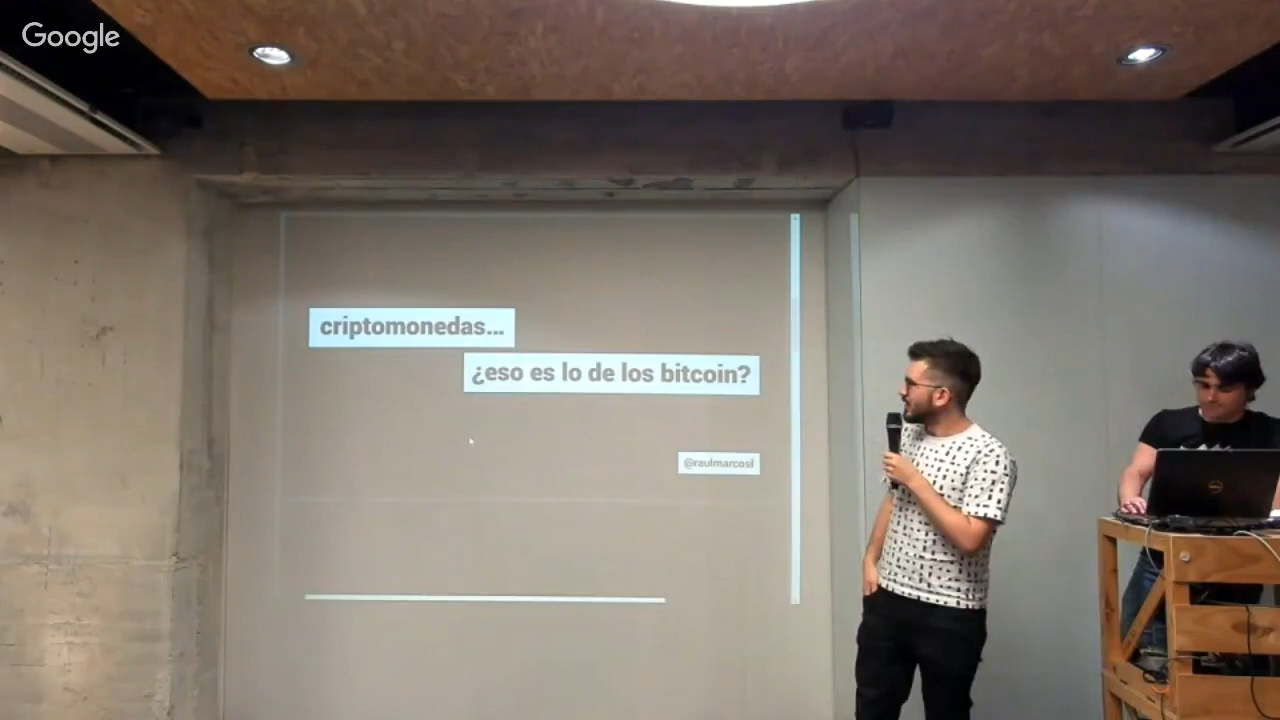 Google
criptomonedas...
¿eso es lo de los bitcoin?
@raulmarcosl